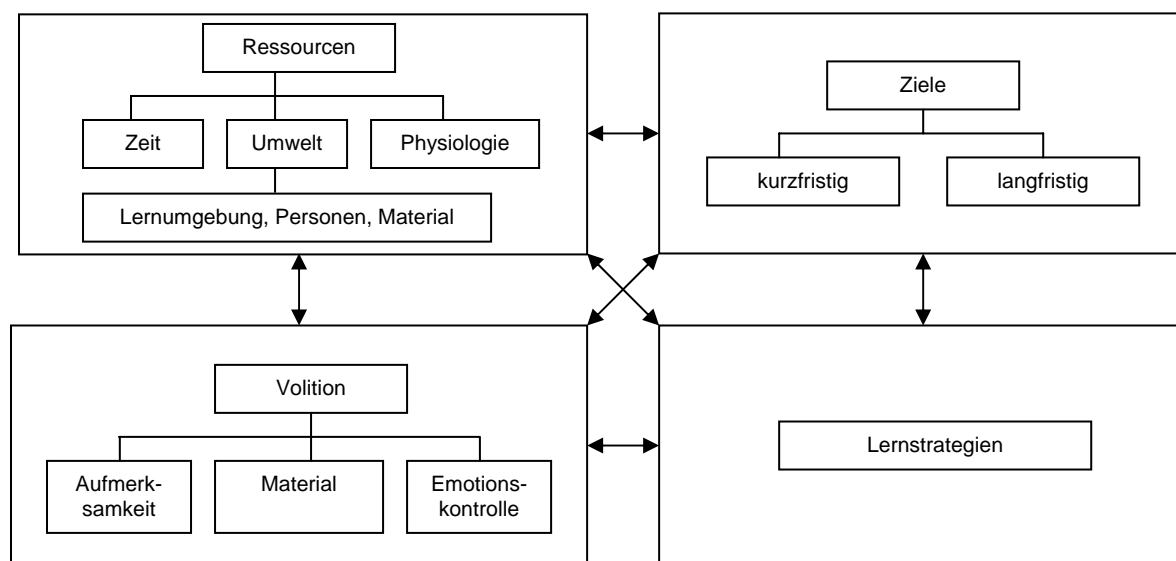 Ressourcen
Zeit
Umwelt
Physiologie
Lernumgebung, Personen, Material
Ziele
kurzfristig
langfristig
Volition
Aufmerk-
samkeit
Material
Emotions-
kontrolle
Lernstrategien